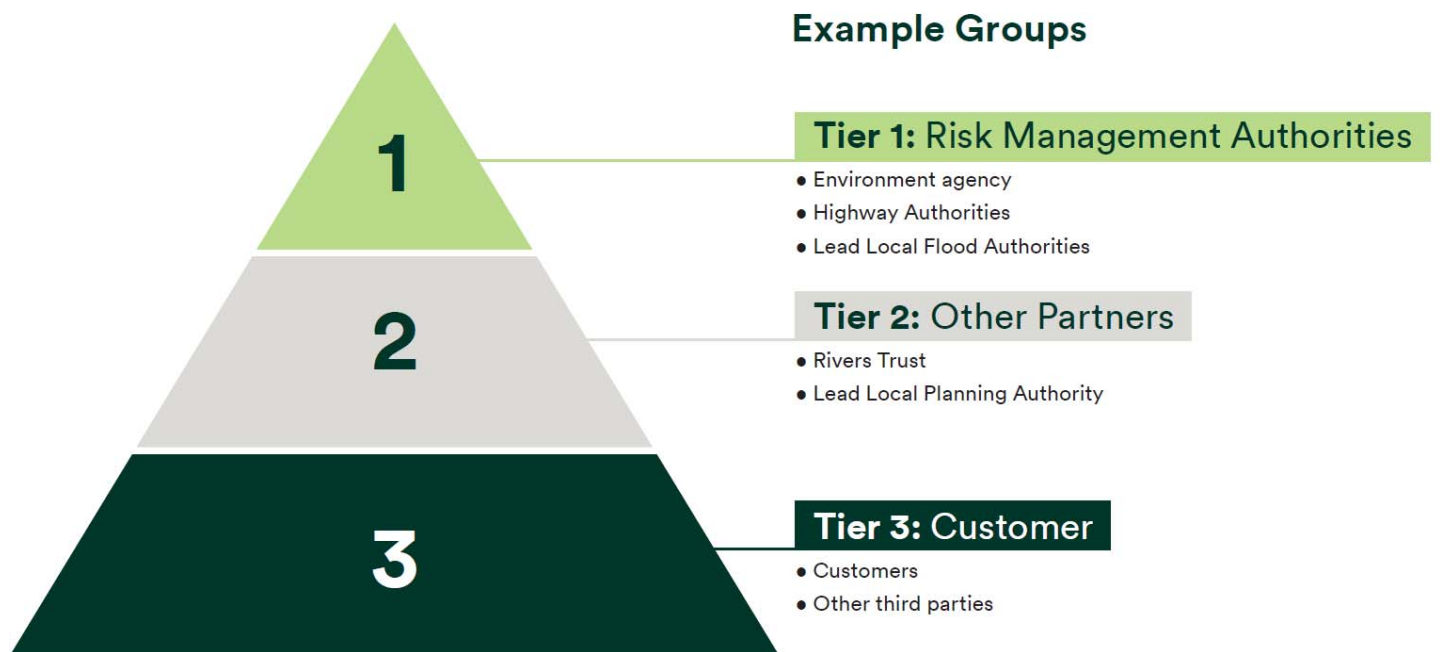 Example Groups
1
Tier 1: Risk Management Authorities
● Environment agency
● Highway Authorities
● Lead Local Flood Authorities
2
Tier 2: Other Partners
● Rivers Trust
● Lead Local Planning Authority
3
Tier 3: Customer
● Customers
● Other third parties